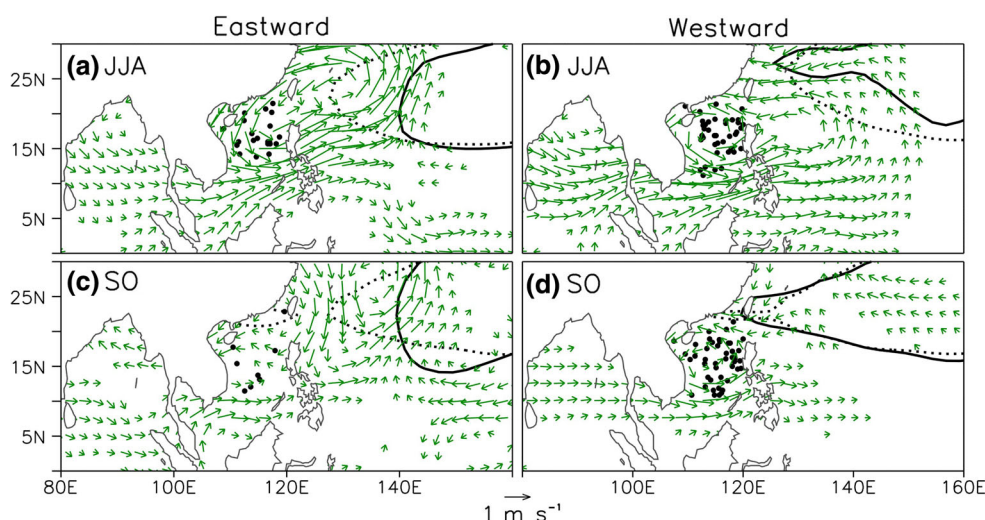 Eastward Westward
(a) JJA (b) JJA
25N
15N
5N
(c) SO (d) SO
25N
15N
5N
80E 100E 120E 140E 100E 120E 140E 160E
1 m s⁻¹